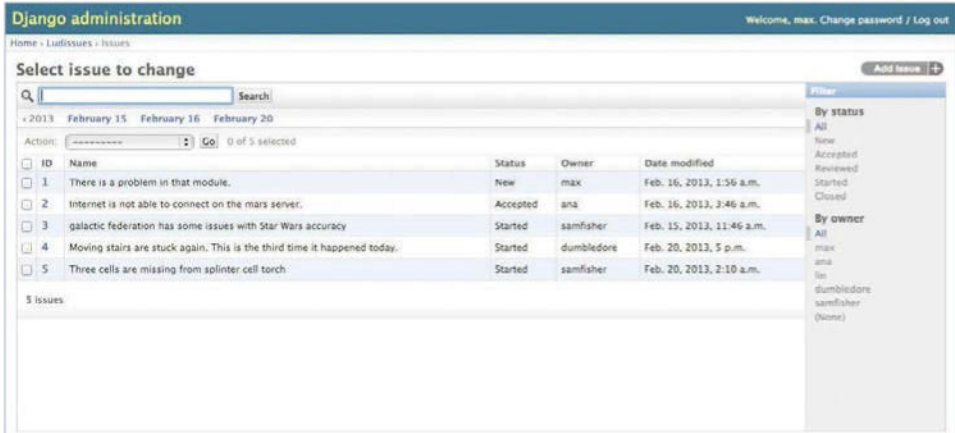 Django administration
Welcome, max. Change password / Log out
Home › Ludissues › Issues
Select issue to change
Add issue +
Search
‹ 2013 February 15 February 16 February 20
Action: --------- Go 0 of 5 selected
ID Name Status Owner Date modified
1 There is a problem in that module. New max Feb. 16, 2013, 1:56 a.m.
2 Internet is not able to connect on the mars server. Accepted ana Feb. 16, 2013, 3:46 a.m.
3 galactic federation has some issues with Star Wars accuracy Started samfisher Feb. 15, 2013, 11:46 a.m.
4 Moving stairs are stuck again. This is the third time it happened today. Started dumbledore Feb. 20, 2013, 5 p.m.
5 Three cells are missing from splinter cell torch Started samfisher Feb. 20, 2013, 2:10 a.m.
5 issues
Filter
By status
All
New
Accepted
Reviewed
Started
Closed
By owner
All
max
ana
lin
dumbledore
samfisher
(None)